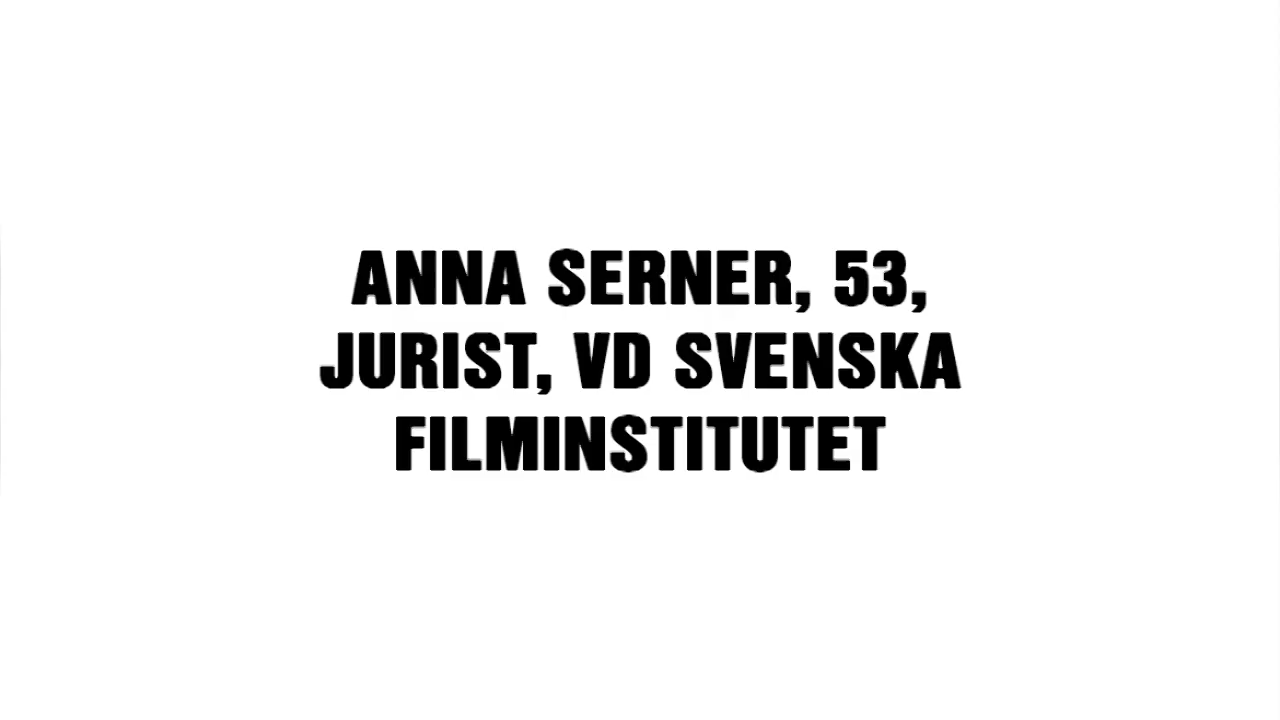 ANNA SERNER, 53,
JURIST, VD SVENSKA
FILMINSTITUTET